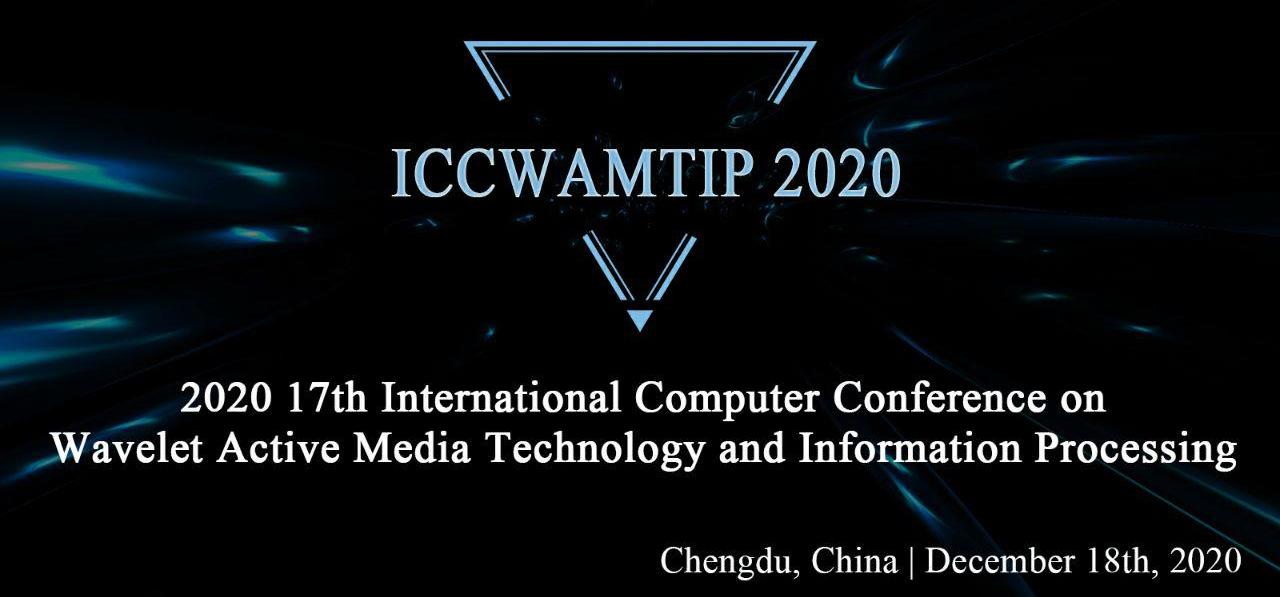 ICCWAMTIP 2020
2020 17th International Computer Conference on
Wavelet Active Media Technology and Information Processing
Chengdu, China | December 18th, 2020